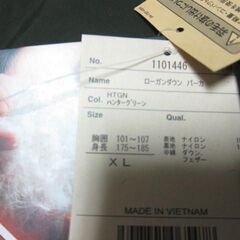 No. 1101446
Name ローガンダウン パーカ
Col. HTGN
ハンターグリーン
Size Qual.
胸囲 101～107 表地 ナイロン
身長 175～185 裏地 ナイロン
中綿 ダウン、
フェザー
XL
MADE IN VIETNAM